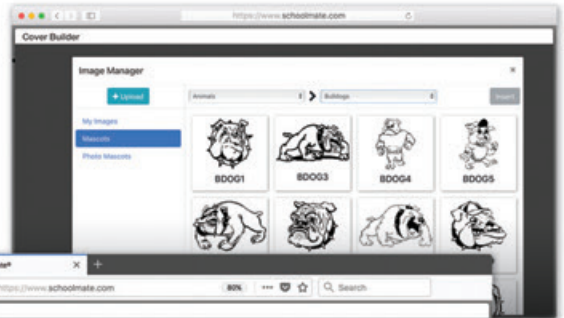 https://www.schoolmate.com
Cover Builder
Image Manager
×
+ Upload
Animals
Bulldogs
Insert
My Images
Mascots
Photo Mascots
BDOG1
BDOG3
BDOG4
BDOG5
× +
https://www.schoolmate.com
80%
Search